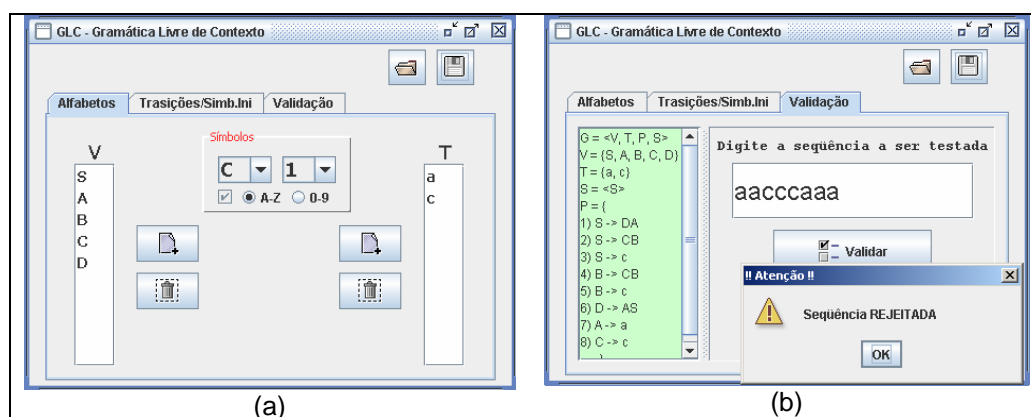 GLC - Gramática Livre de Contexto
Alfabetos Trasições/Simb.Ini Validação
Símbolos
V
T
C 1
A-Z 0-9
S
A
B
C
D
a
c
(a)
GLC - Gramática Livre de Contexto
Alfabetos Trasições/Simb.Ini Validação
G = <V, T, P, S>
V = {S, A, B, C, D}
T = {a, c}
S = <S>
P = {
1) S -> DA
2) S -> CB
3) S -> c
4) B -> CB
5) B -> c
6) D -> AS
7) A -> a
8) C -> c
Digite a seqüência a ser testada
aacccaaa
Validar
!! Atenção !!
Seqüência REJEITADA
OK
(b)